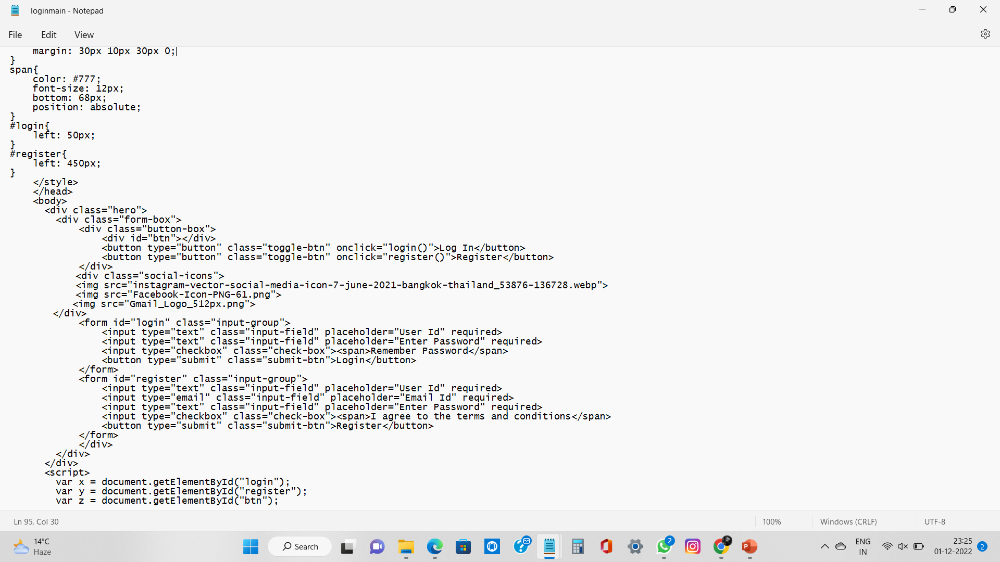 loginmain - Notepad
File Edit View
    margin: 30px 10px 30px 0;
}
span{
    color: #777;
    font-size: 12px;
    bottom: 68px;
    position: absolute;
}
#login{
    left: 50px;
}
#register{
    left: 450px;
}
    </style>
    </head>
    <body>
      <div class="hero">
        <div class="form-box">
            <div class="button-box">
                <div id="btn"></div>
                <button type="button" class="toggle-btn" onclick="login()">Log In</button>
                <button type="button" class="toggle-btn" onclick="register()">Register</button>
            </div>
            <div class="social-icons">
            <img src="instagram-vector-social-media-icon-7-june-2021-bangkok-thailand_53876-136728.webp">
            <img src="Facebook-Icon-PNG-61.png">
           <img src="Gmail_Logo_512px.png">
        </div>
            <form id="login" class="input-group">
                <input type="text" class="input-field" placeholder="User Id" required>
                <input type="text" class="input-field" placeholder="Enter Password" required>
                <input type="checkbox" class="check-box"><span>Remember Password</span>
                <button type="submit" class="submit-btn">Login</button>
            </form>
            <form id="register" class="input-group">
                <input type="text" class="input-field" placeholder="User Id" required>
                <input type="email" class="input-field" placeholder="Email Id" required>
                <input type="text" class="input-field" placeholder="Enter Password" required>
                <input type="checkbox" class="check-box"><span>I agree to the terms and conditions</span>
                <button type="submit" class="submit-btn">Register</button>
            </form>
            </div>
        </div>
      </div>
      <script>
        var x = document.getElementById("login");
        var y = document.getElementById("register");
        var z = document.getElementById("btn");
Ln 95, Col 30 100% Windows (CRLF) UTF-8
14°C
Haze
Search
2
P
ENG
IN
23:25
01-12-2022
2